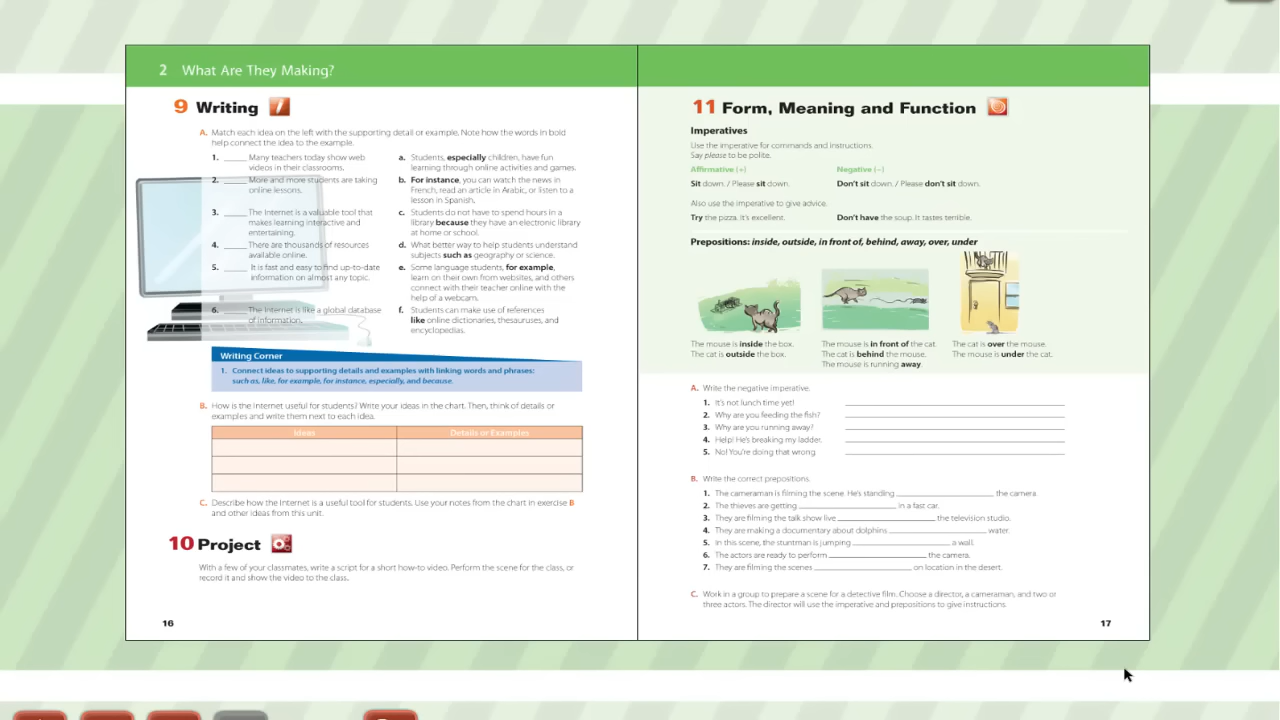 2 What Are They Making?
9 Writing
A. Match each idea on the left with the supporting detail or example. Note how the words in bold
help connect the idea to the example.
1. _____ Many teachers today show web
videos in their classrooms.
2. _____ More and more students are taking
online lessons.
3. _____ The Internet is a valuable tool that
makes learning interactive and
entertaining.
4. _____ There are thousands of resources
available online.
5. _____ It is fast and easy to find up-to-date
information on almost any topic.
6. _____ The Internet is like a global database
of information.
a. Students, especially children, have fun
learning through online activities and games.
b. For instance, you can watch the news in
French, read an article in Arabic, or listen to a
lesson in Spanish.
c. Students do not have to spend hours in a
library because they have an electronic library
at home or school.
d. What better way to help students understand
subjects such as geography or science.
e. Some language students, for example,
learn on their own from websites, and others
connect with their teacher online with the
help of a webcam.
f. Students can make use of references
like online dictionaries, thesauruses, and
encyclopedias.
Writing Corner
1. Connect ideas to supporting details and examples with linking words and phrases:
such as, like, for example, for instance, especially, and because.
B. How is the Internet useful for students? Write your ideas in the chart. Then, think of details or
examples and write them next to each idea.
Ideas Details or Examples
C. Describe how the Internet is a useful tool for students. Use your notes from the chart in exercise B
and other ideas from this unit.
10 Project
With a few of your classmates, write a script for a short how-to video. Perform the scene for the class, or
record it and show the video to the class.
16
11 Form, Meaning and Function
Imperatives
Use the imperative for commands and instructions.
Say please to be polite.
Affirmative (+) Negative (–)
Sit down. / Please sit down. Don't sit down. / Please don't sit down.
Also use the imperative to give advice.
Try the pizza. It's excellent. Don't have the soup. It tastes terrible.
Prepositions: inside, outside, in front of, behind, away, over, under
The mouse is inside the box.
The cat is outside the box.
The mouse is in front of the cat.
The cat is behind the mouse.
The mouse is running away.
The cat is over the mouse.
The mouse is under the cat.
A. Write the negative imperative.
1. It's not lunch time yet!
2. Why are you feeding the fish?
3. Why are you running away?
4. Help! He's breaking my ladder.
5. No! You're doing that wrong.
B. Write the correct prepositions.
1. The cameraman is filming the scene. He's standing _____ the camera.
2. The thieves are getting _____ in a fast car.
3. They are filming the talk show live _____ the television studio.
4. They are making a documentary about dolphins _____ water.
5. In this scene, the stuntman is jumping _____ a wall.
6. The actors are ready to perform _____ the camera.
7. They are filming the scenes _____ on location in the desert.
C. Work in a group to prepare a scene for a detective film. Choose a director, a cameraman, and two or
three actors. The director will use the imperative and prepositions to give instructions.
17